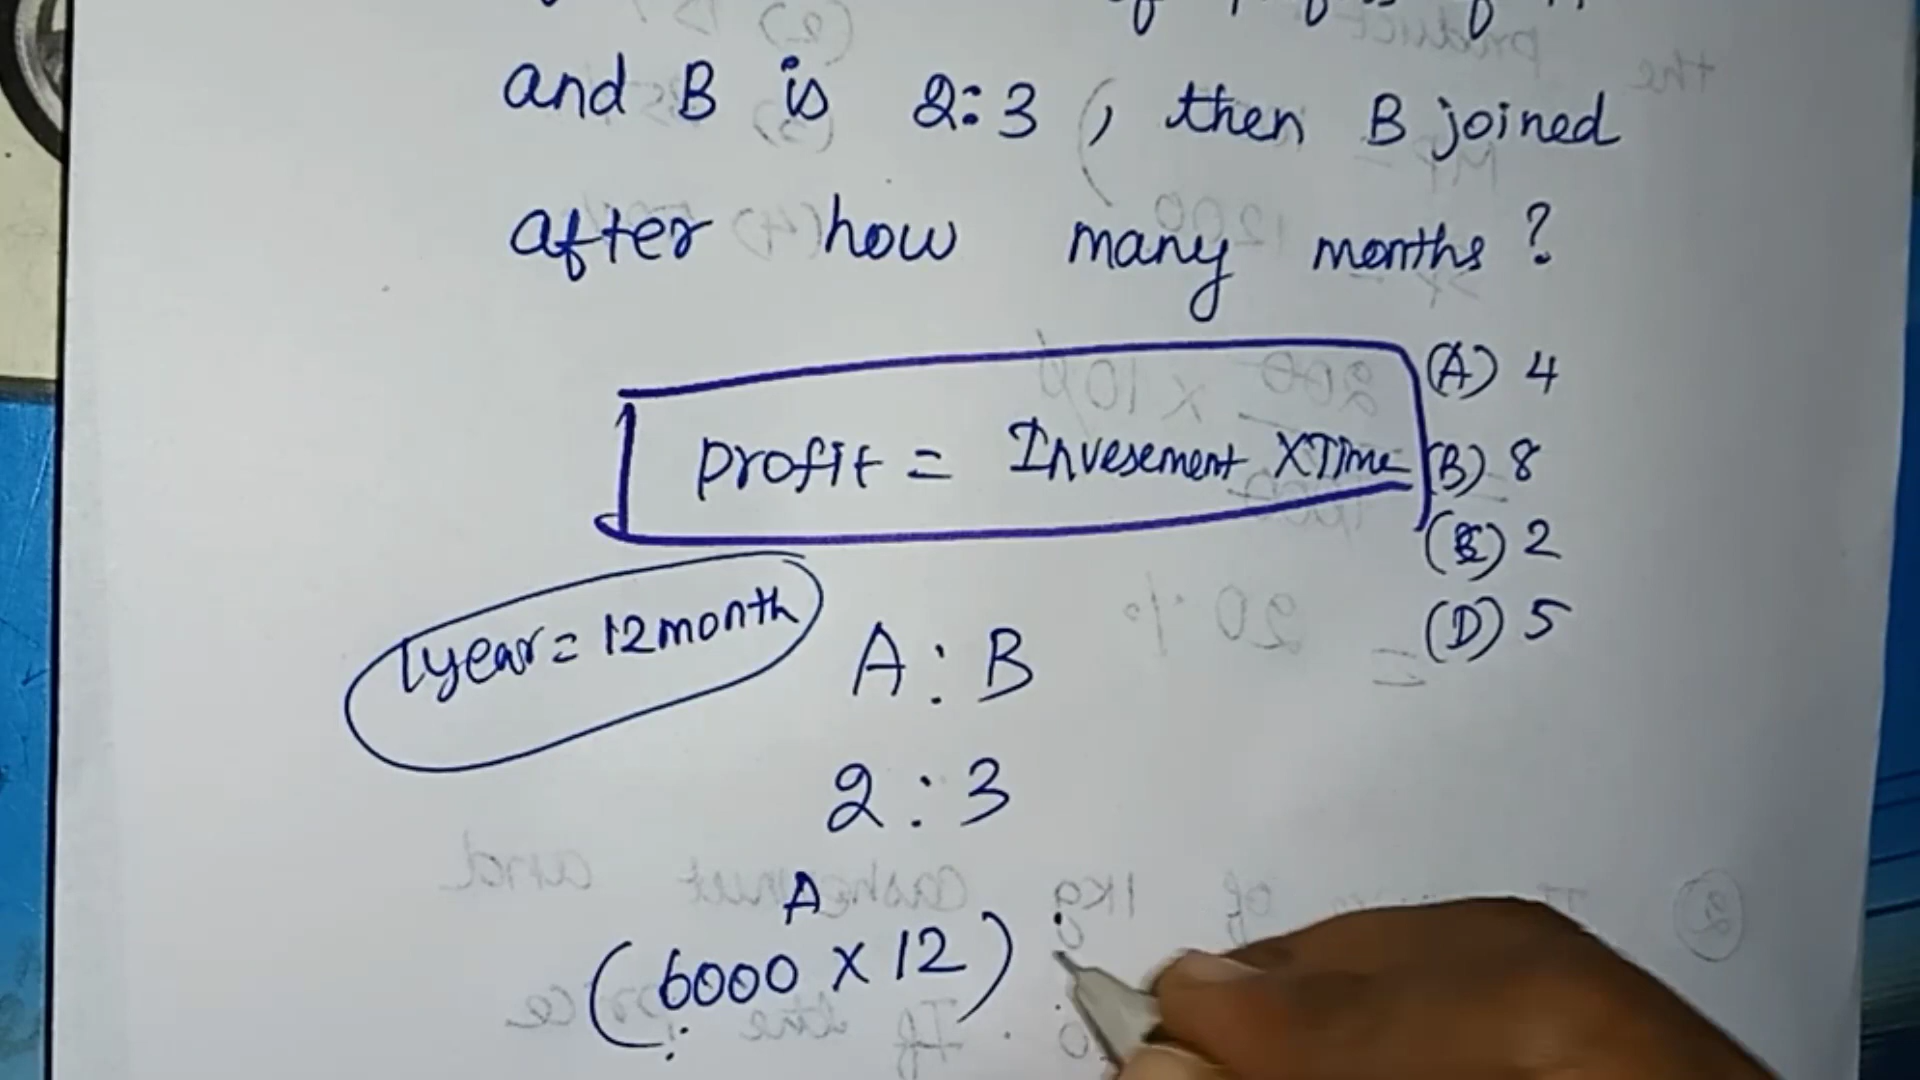 and B is 2:3, then B joined
after how many months?
(A) 4
profit = Invesement X Time
(B) 8
(C) 2
1year = 12month
A : B
(D) 5
2 : 3
A
(6000 x 12) :